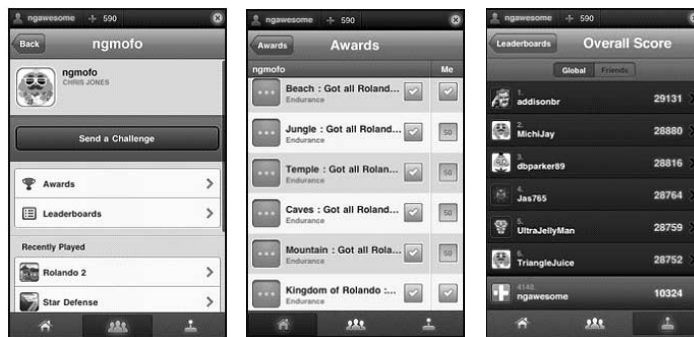 ngawesome 590
Back ngmofo
ngmofo
CHRIS JONES
Send a Challenge
Awards
Leaderboards
Recently Played
Rolando 2
Star Defense
ngawesome 590
Awards Awards
ngmofo Me
Beach : Got all Roland...
Endurance
Jungle : Got all Roland... 50
Endurance
Temple : Got all Rolan... 50
Endurance
Caves : Got all Roland... 50
Endurance
Mountain : Got all Rola... 50
Endurance
Kingdom of Rolando :...
Endurance
ngawesome 590
Leaderboards Overall Score
Global Friends
1.
addisonbr 29131
2.
MichiJay 28880
3.
dbparker89 28816
4.
Jas765 28764
5.
UltraJellyMan 28759
6.
TriangleJuice 28752
4140.
ngawesome 10324